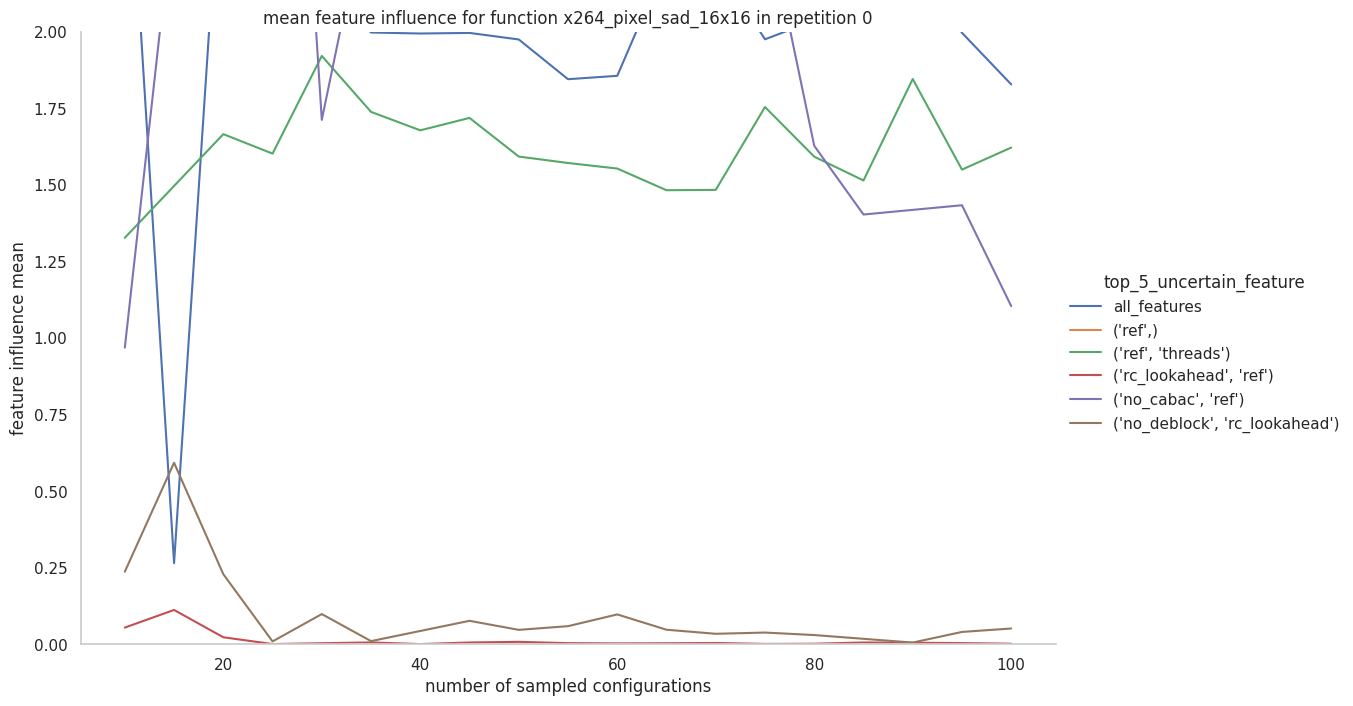 mean feature influence for function x264_pixel_sad_16x16 in repetition 0
2.00
1.75
1.50
1.25
1.00
0.75
0.50
0.25
0.00
feature influence mean
20
40
60
80
100
number of sampled configurations
top_5_uncertain_feature
all_features
('ref',)
('ref', 'threads')
('rc_lookahead', 'ref')
('no_cabac', 'ref')
('no_deblock', 'rc_lookahead')